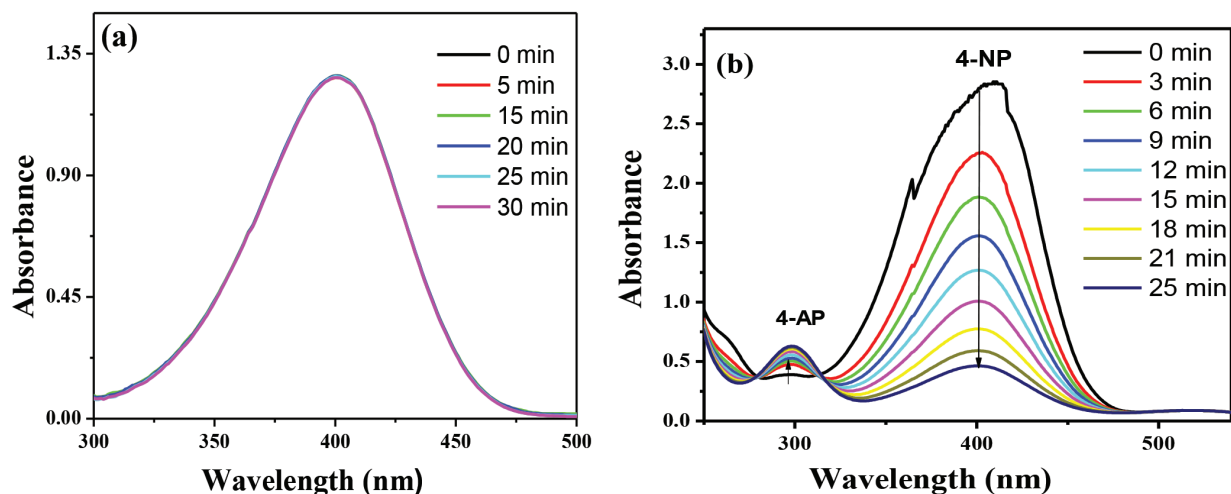 (a)
0 min
5 min
15 min
20 min
25 min
30 min
1.35
0.90
0.45
0.00
Absorbance
300
350
400
450
500
Wavelength (nm)
(b)
4-NP
4-AP
0 min
3 min
6 min
9 min
12 min
15 min
18 min
21 min
25 min
3.0
2.5
2.0
1.5
1.0
0.5
0.0
Absorbance
300
400
500
Wavelength (nm)